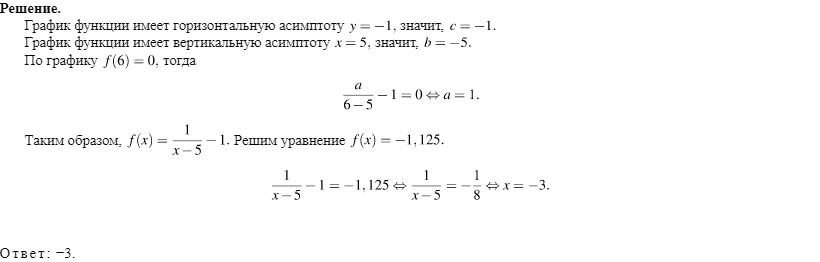 Решение.
График функции имеет горизонтальную асимптоту y = −1, значит, c = −1.
График функции имеет вертикальную асимптоту x = 5, значит, b = −5.
По графику f(6) = 0, тогда
a/(6−5) − 1 = 0 ⇔ a = 1.
Таким образом, f(x) = 1/(x−5) − 1. Решим уравнение f(x) = −1,125.
1/(x−5) − 1 = −1,125 ⇔ 1/(x−5) = −1/8 ⇔ x = −3.
Ответ: −3.